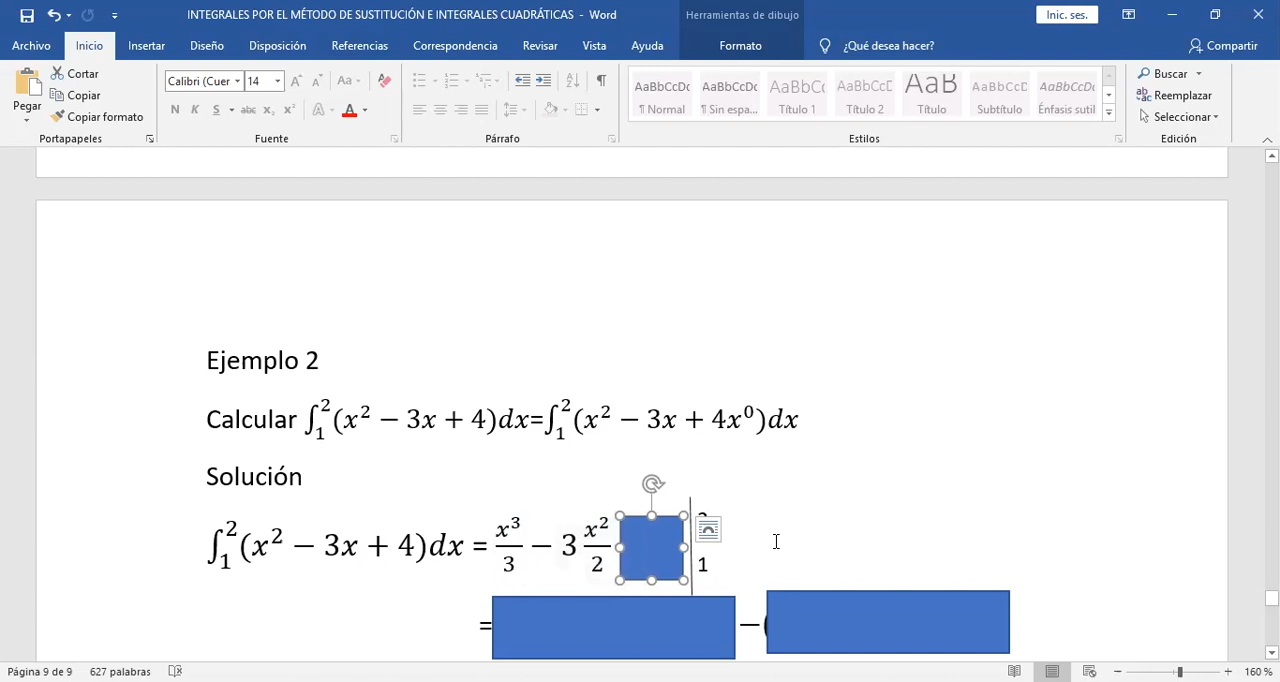 INTEGRALES POR EL MÉTODO DE SUSTITUCIÓN E INTEGRALES CUADRÁTICAS - Word
Herramientas de dibujo
Inic. ses.
Archivo Inicio Insertar Diseño Disposición Referencias Correspondencia Revisar Vista Ayuda Formato ¿Qué desea hacer? Compartir
Pegar
Cortar
Copiar
Copiar formato
Portapapeles
Calibri (Cuer 14
Aa
N K S abc x₂ x² A A
Fuente
Párrafo
AaBbCcDc AaBbCcDc AaBbCc AaBbCcD AaB AaBbCcD AaBbCcDc
¶ Normal ¶ Sin espa... Título 1 Título 2 Título Subtítulo Énfasis sutil
Estilos
Buscar
Reemplazar
Seleccionar
Edición
Ejemplo 2
Calcular ∫₁²(x² − 3x + 4)dx=∫₁²(x² − 3x + 4x⁰)dx
Solución
∫₁²(x² − 3x + 4)dx = x³/3 − 3 x²/2 | 1
= −(
Página 9 de 9 627 palabras 160 %